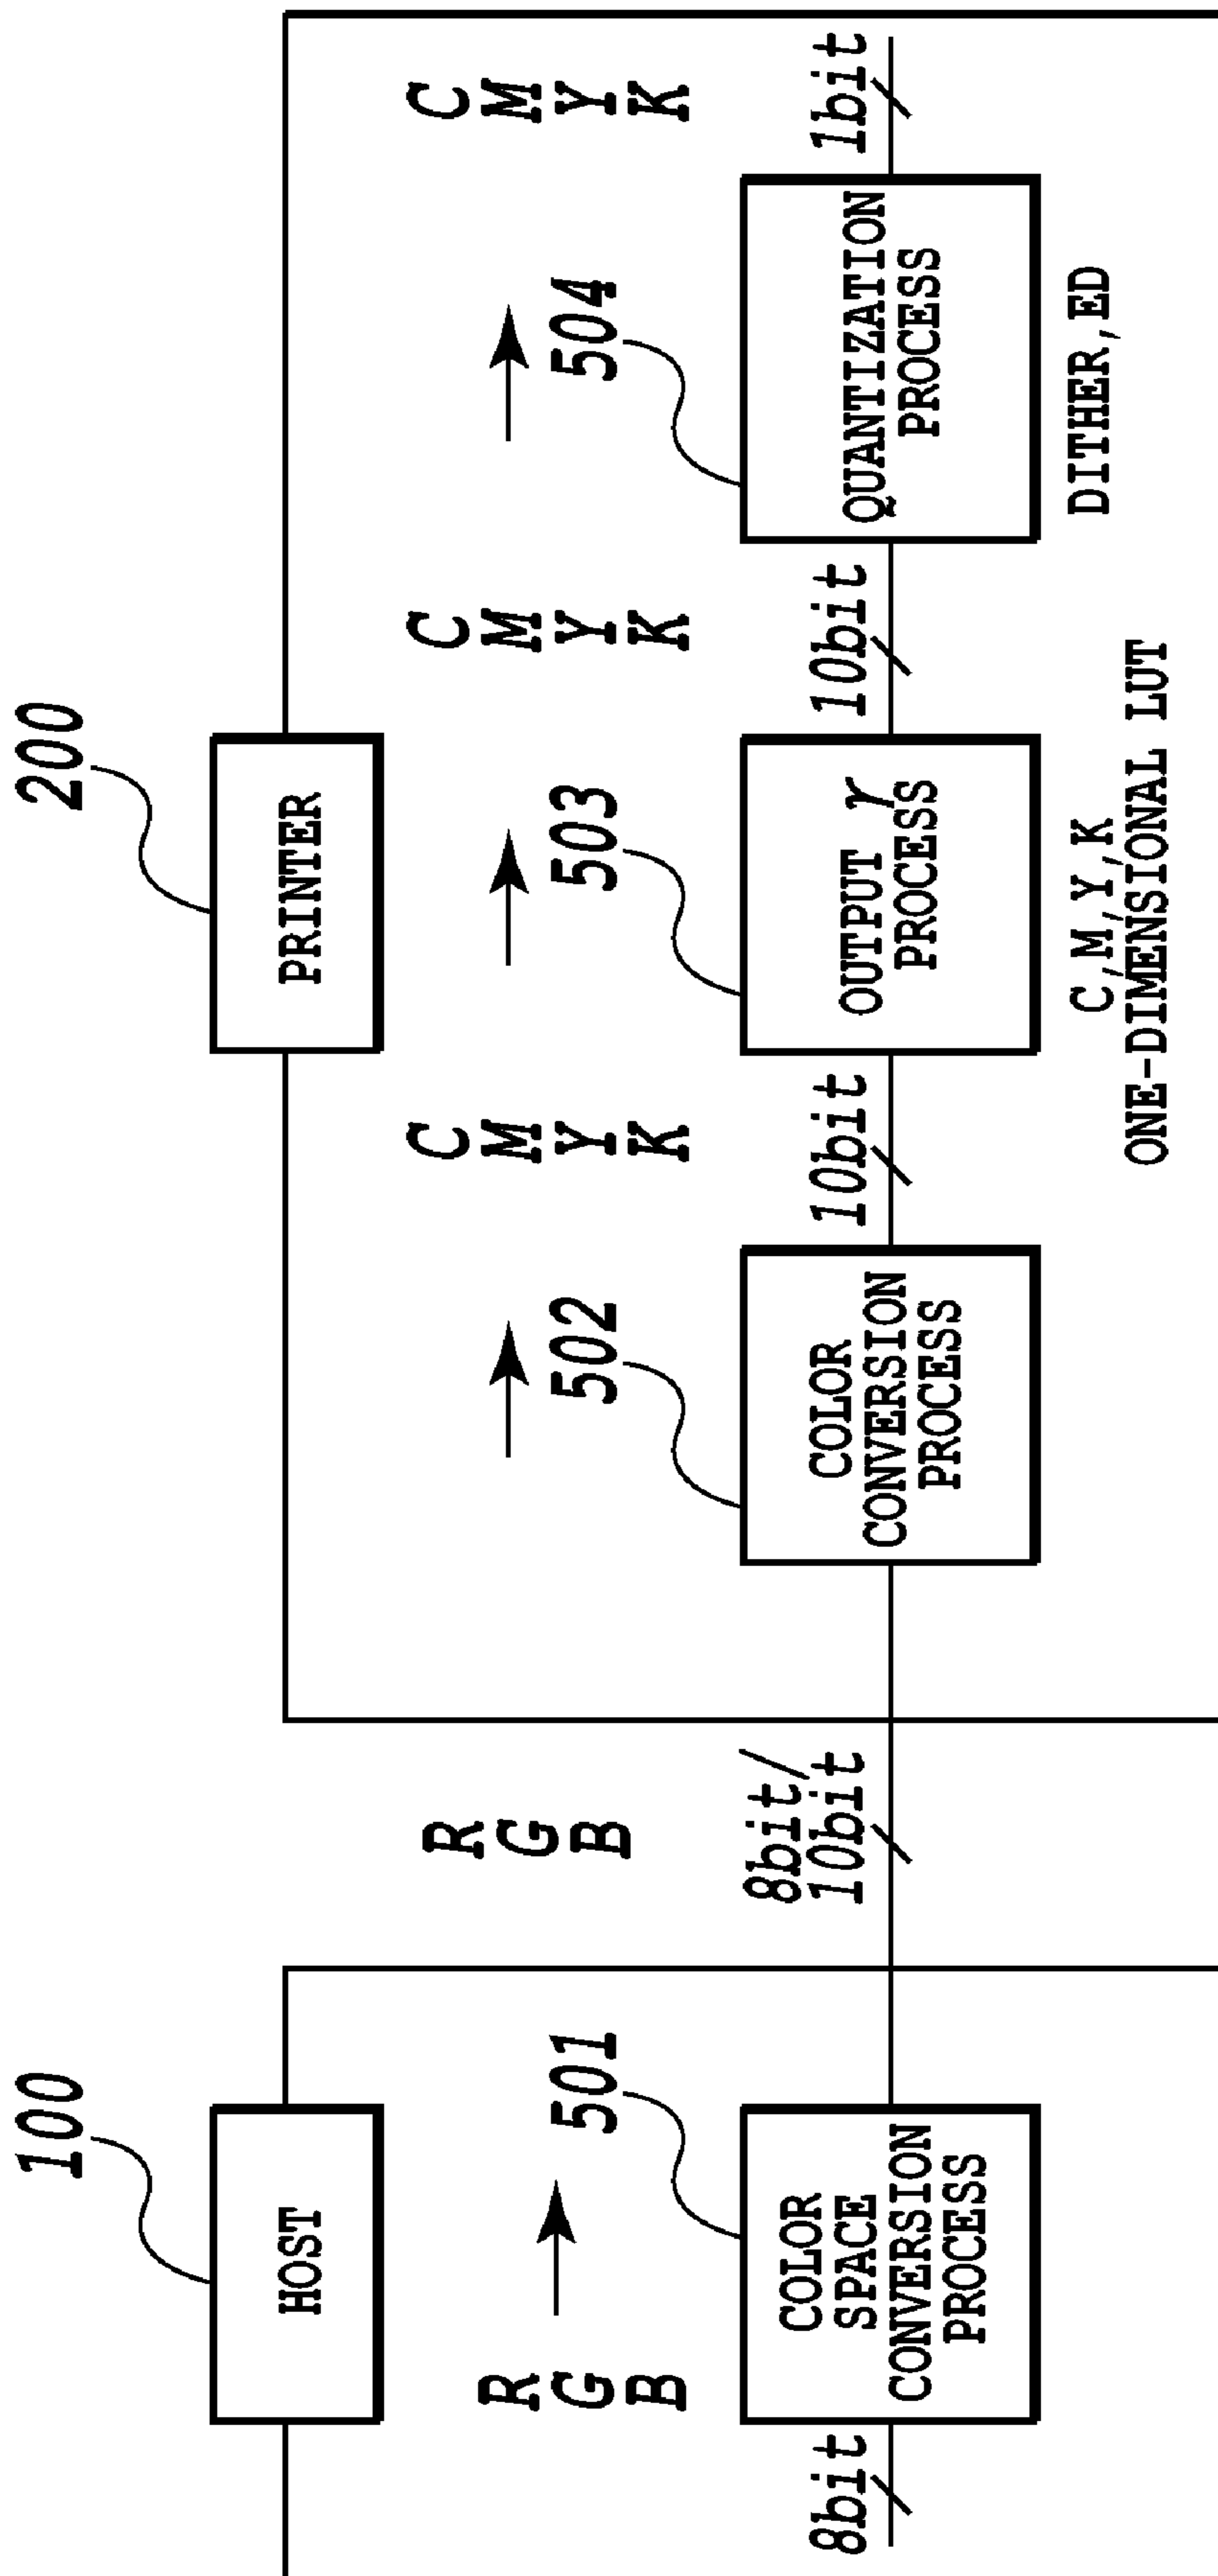 100
200
HOST
PRINTER
R
G
B
R
G
B
C
M
Y
K
C
M
Y
K
C
M
Y
K
501
502
503
504
8bit
COLOR
SPACE
CONVERSION
PROCESS
8bit/
10bit
COLOR
CONVERSION
PROCESS
10bit
OUTPUT γ
PROCESS
10bit
QUANTIZATION
PROCESS
1bit
C,M,Y,K
ONE-DIMENSIONAL LUT
DITHER,ED